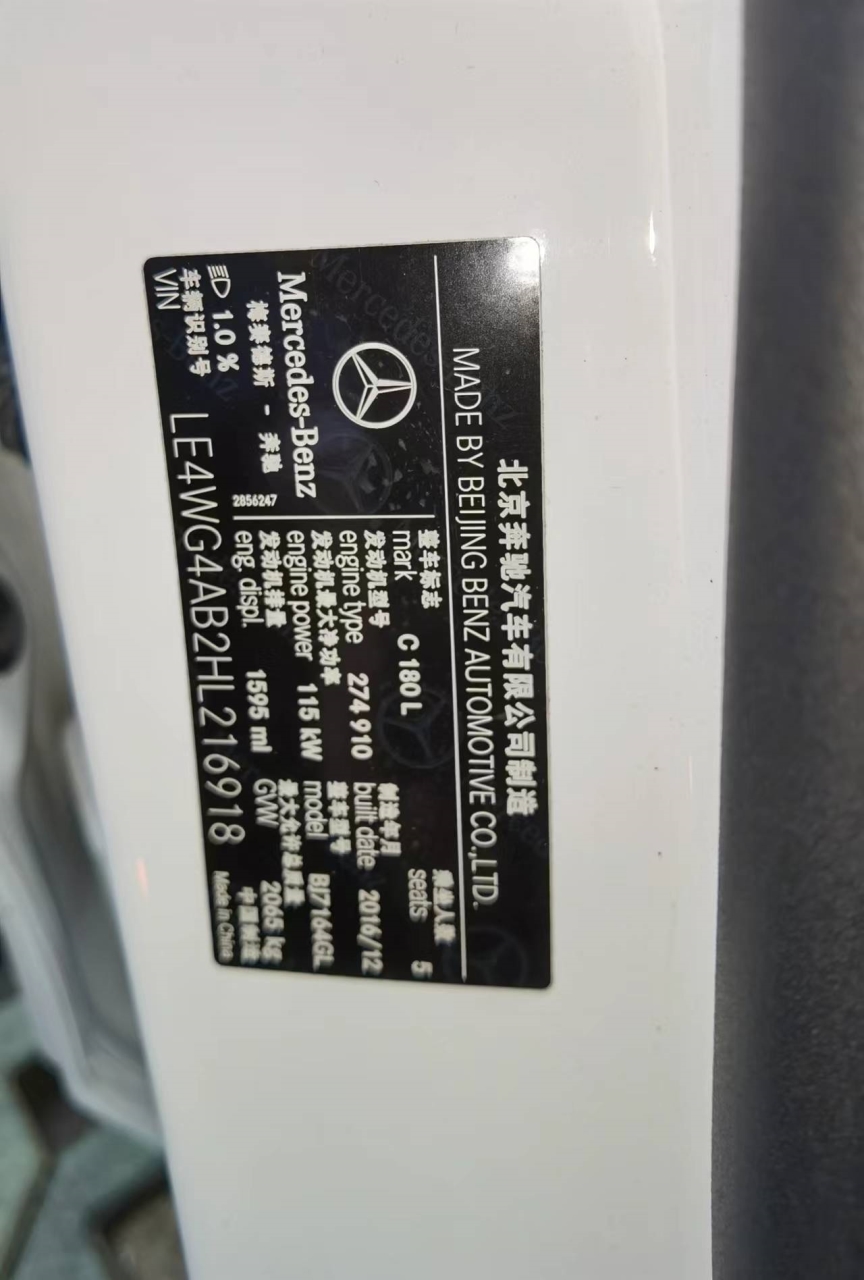 北京奔驰汽车有限公司制造
MADE BY BEIJING BENZ AUTOMOTIVE CO.,LTD.
Mercedes-Benz
梅赛德斯 - 奔驰
2856247
1.0 %
整车标志
mark C 180 L
乘坐人数
seats 5
发动机型号
engine type 274 910
制造年月
built date 2016/12
发动机最大净功率
engine power 115 kW
整车型号
model BJ7164GL
发动机排量
eng. displ. 1595 ml
最大允许总质量
GVW 2065 kg
车辆识别号
VIN LE4WG4AB2HL216918
中国制造
Made in China